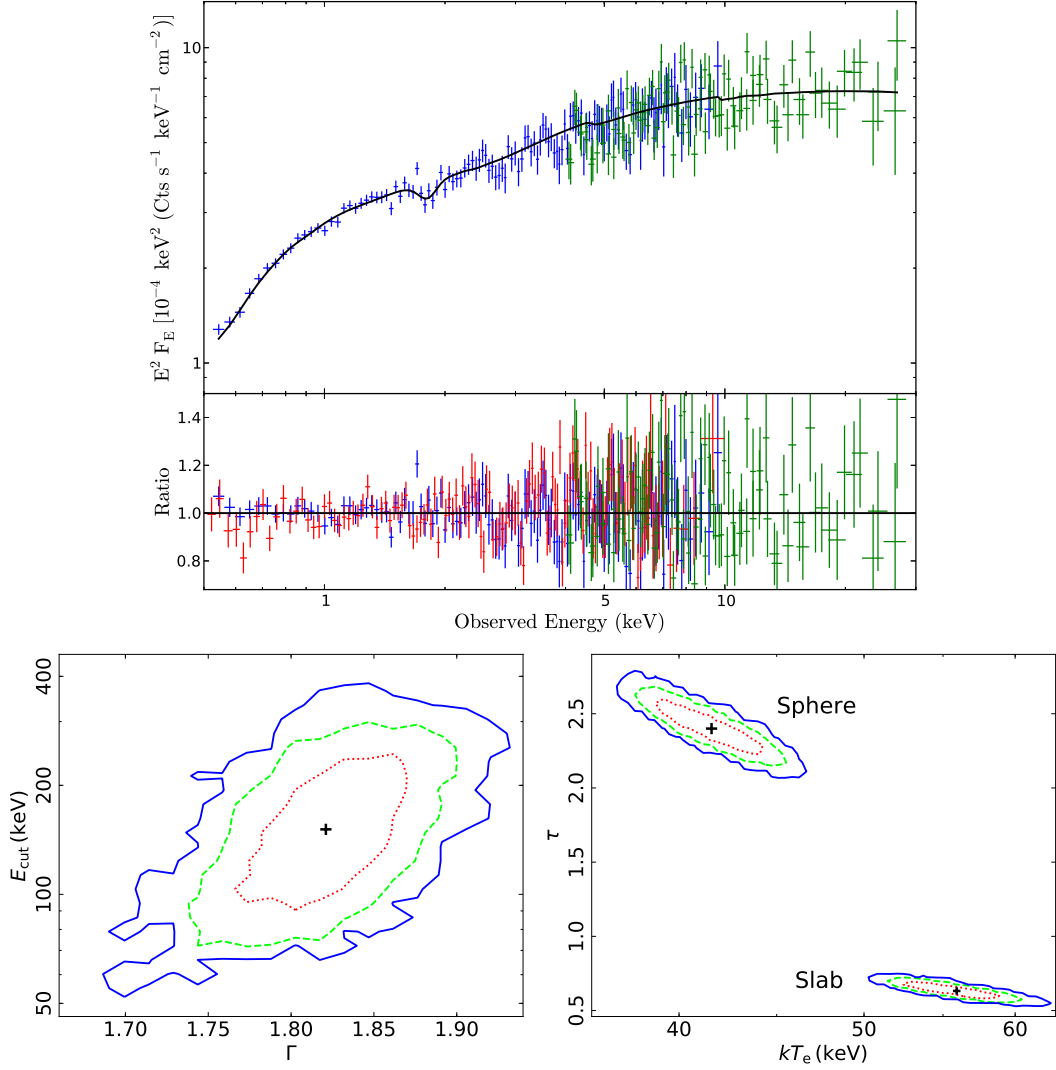 E² F_E [10⁻⁴ keV² (Cts s⁻¹ keV⁻¹ cm⁻²)]
10
1
Ratio
1.4
1.2
1.0
0.8
1
5
10
Observed Energy (keV)
E_cut (keV)
400
200
100
50
1.70
1.75
1.80
1.85
1.90
Γ
τ
2.5
2.0
1.5
1.0
0.5
Sphere
Slab
40
50
60
kT_e (keV)